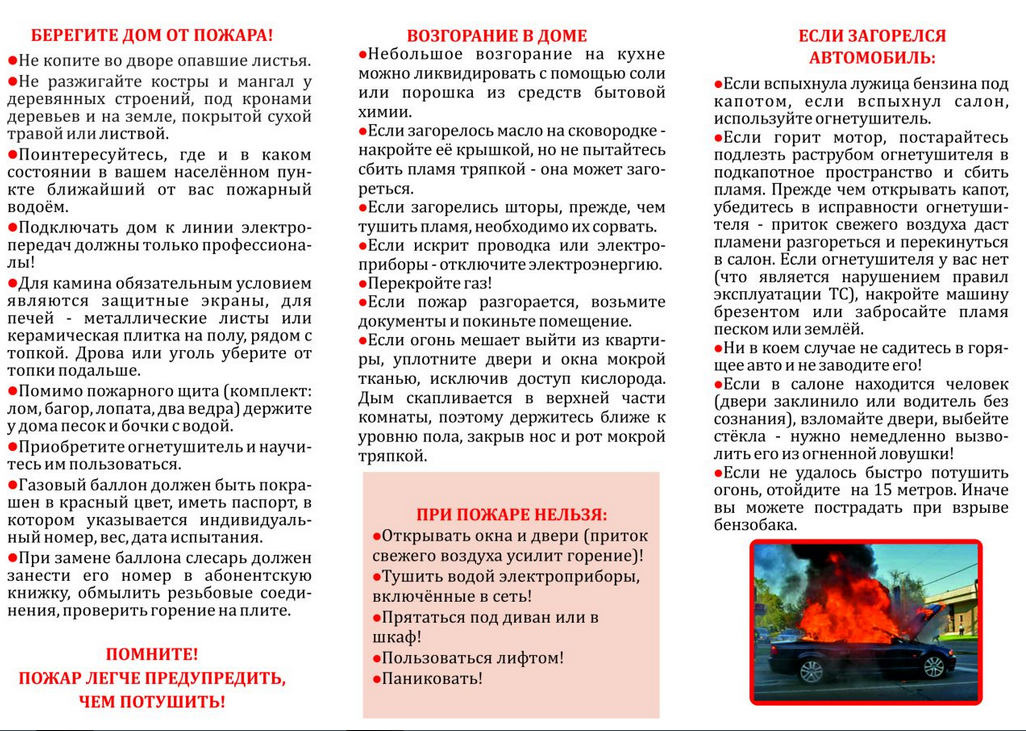 БЕРЕГИТЕ ДОМ ОТ ПОЖАРА!
●Не копите во дворе опавшие листья.
●Не разжигайте костры и мангал у
деревянных строений, под кронами
деревьев и на земле, покрытой сухой
травой или листвой.
●Поинтересуйтесь, где и в каком
состоянии в вашем населённом пун-
кте ближайший от вас пожарный
водоём.
●Подключать дом к линии электро-
передач должны только профессиона-
лы!
●Для камина обязательным условием
являются защитные экраны, для
печей - металлические листы или
керамическая плитка на полу, рядом с
топкой. Дрова или уголь уберите от
топки подальше.
●Помимо пожарного щита (комплект:
лом, багор, лопата, два ведра) держите
у дома песок и бочки с водой.
●Приобретите огнетушитель и научи-
тесь им пользоваться.
●Газовый баллон должен быть покра-
шен в красный цвет, иметь паспорт, в
котором указывается индивидуаль-
ный номер, вес, дата испытания.
●При замене баллона слесарь должен
занести его номер в абонентскую
книжку, обмылить резьбовые соеди-
нения, проверить горение на плите.
ПОМНИТЕ!
ПОЖАР ЛЕГЧЕ ПРЕДУПРЕДИТЬ,
ЧЕМ ПОТУШИТЬ!
ВОЗГОРАНИЕ В ДОМЕ
●Небольшое возгорание на кухне
можно ликвидировать с помощью соли
или порошка из средств бытовой
химии.
●Если загорелось масло на сковородке -
накройте её крышкой, но не пытайтесь
сбить пламя тряпкой - она может заго-
реться.
●Если загорелись шторы, прежде, чем
тушить пламя, необходимо их сорвать.
●Если искрит проводка или электро-
приборы - отключите электроэнергию.
●Перекройте газ!
●Если пожар разгорается, возьмите
документы и покиньте помещение.
●Если огонь мешает выйти из кварти-
ры, уплотните двери и окна мокрой
тканью, исключив доступ кислорода.
Дым скапливается в верхней части
комнаты, поэтому держитесь ближе к
уровню пола, закрыв нос и рот мокрой
тряпкой.
ПРИ ПОЖАРЕ НЕЛЬЗЯ:
●Открывать окна и двери (приток
свежего воздуха усилит горение)!
●Тушить водой электроприборы,
включённые в сеть!
●Прятаться под диван или в
шкаф!
●Пользоваться лифтом!
●Паниковать!
ЕСЛИ ЗАГОРЕЛСЯ
АВТОМОБИЛЬ:
●Если вспыхнула лужица бензина под
капотом, если вспыхнул салон,
используйте огнетушитель.
●Если горит мотор, постарайтесь
подлезть раструбом огнетушителя в
подкапотное пространство и сбить
пламя. Прежде чем открывать капот,
убедитесь в исправности огнетуши-
теля - приток свежего воздуха даст
пламени разгореться и перекинуться
в салон. Если огнетушителя у вас нет
(что является нарушением правил
эксплуатации ТС), накройте машину
брезентом или забросайте пламя
песком или землёй.
●Ни в коем случае не садитесь в горя-
щее авто и не заводите его!
●Если в салоне находится человек
(двери заклинило или водитель без
сознания), взломайте двери, выбейте
стёкла - нужно немедленно вызво-
лить его из огненной ловушки!
●Если не удалось быстро потушить
огонь, отойдите на 15 метров. Иначе
вы можете пострадать при взрыве
бензобака.